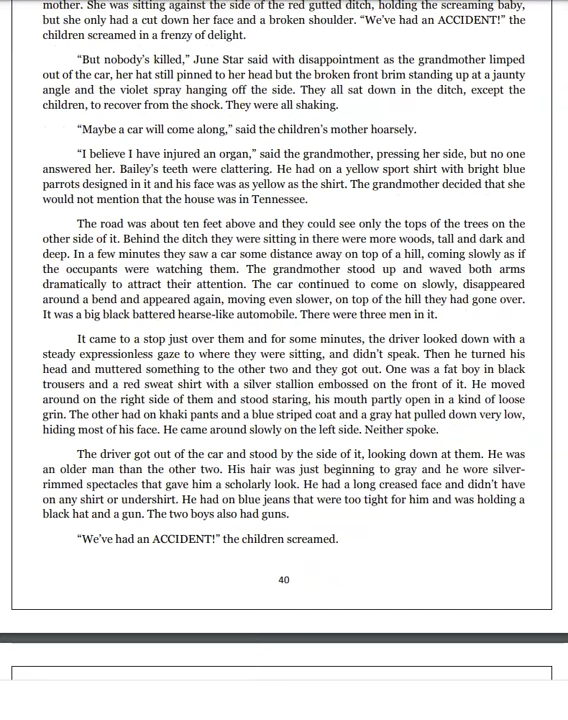 mother. She was sitting against the side of the red gutted ditch, holding the screaming baby,
but she only had a cut down her face and a broken shoulder. “We’ve had an ACCIDENT!” the
children screamed in a frenzy of delight.
“But nobody’s killed,” June Star said with disappointment as the grandmother limped
out of the car, her hat still pinned to her head but the broken front brim standing up at a jaunty
angle and the violet spray hanging off the side. They all sat down in the ditch, except the
children, to recover from the shock. They were all shaking.
“Maybe a car will come along,” said the children’s mother hoarsely.
“I believe I have injured an organ,” said the grandmother, pressing her side, but no one
answered her. Bailey’s teeth were clattering. He had on a yellow sport shirt with bright blue
parrots designed in it and his face was as yellow as the shirt. The grandmother decided that she
would not mention that the house was in Tennessee.
The road was about ten feet above and they could see only the tops of the trees on the
other side of it. Behind the ditch they were sitting in there were more woods, tall and dark and
deep. In a few minutes they saw a car some distance away on top of a hill, coming slowly as if
the occupants were watching them. The grandmother stood up and waved both arms
dramatically to attract their attention. The car continued to come on slowly, disappeared
around a bend and appeared again, moving even slower, on top of the hill they had gone over.
It was a big black battered hearse-like automobile. There were three men in it.
It came to a stop just over them and for some minutes, the driver looked down with a
steady expressionless gaze to where they were sitting, and didn’t speak. Then he turned his
head and muttered something to the other two and they got out. One was a fat boy in black
trousers and a red sweat shirt with a silver stallion embossed on the front of it. He moved
around on the right side of them and stood staring, his mouth partly open in a kind of loose
grin. The other had on khaki pants and a blue striped coat and a gray hat pulled down very low,
hiding most of his face. He came around slowly on the left side. Neither spoke.
The driver got out of the car and stood by the side of it, looking down at them. He was
an older man than the other two. His hair was just beginning to gray and he wore silver-
rimmed spectacles that gave him a scholarly look. He had a long creased face and didn’t have
on any shirt or undershirt. He had on blue jeans that were too tight for him and was holding a
black hat and a gun. The two boys also had guns.
“We’ve had an ACCIDENT!” the children screamed.
40